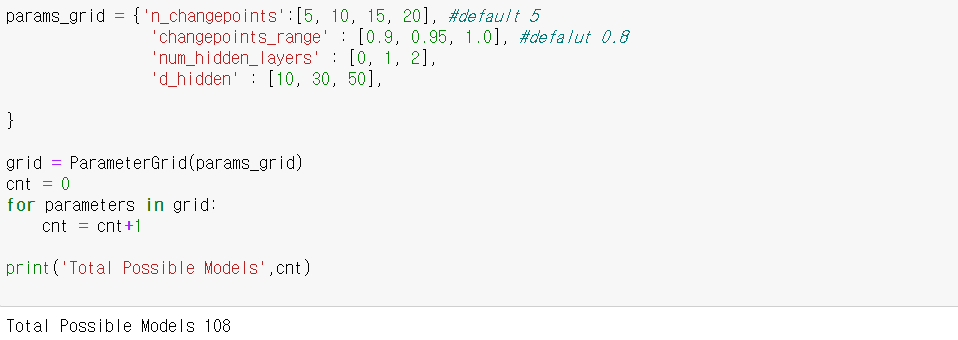 params_grid = {'n_changepoints':[5, 10, 15, 20], #default 5
'changepoints_range' : [0.9, 0.95, 1.0], #defalut 0.8
'num_hidden_layers' : [0, 1, 2],
'd_hidden' : [10, 30, 50],
}
grid = ParameterGrid(params_grid)
cnt = 0
for parameters in grid:
cnt = cnt+1
print('Total Possible Models',cnt)
Total Possible Models 108